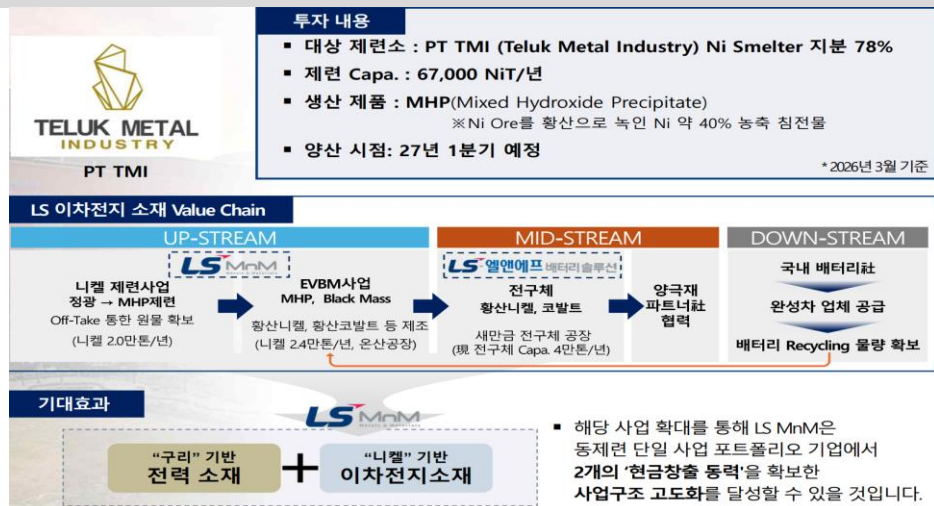 투자 내용
TELUK METAL
INDUSTRY
PT TMI
▪ 대상 제련소 : PT TMI (Teluk Metal Industry) Ni Smelter 지분 78%
▪ 제련 Capa. : 67,000 NiT/년
▪ 생산 제품 : MHP(Mixed Hydroxide Precipitate)
※Ni Ore를 황산으로 녹인 Ni 약 40% 농축 침전물
▪ 양산 시점: 27년 1분기 예정
* 2026년 3월 기준
LS 이차전지 소재 Value Chain
UP-STREAM
LS MnM
니켈 제련사업
정광 → MHP제련
Off-Take 통한 원물 확보
(니켈 2.0만톤/년)
EVBM사업
MHP, Black Mass
황산니켈, 황산코발트 등 제조
(니켈 2.4만톤/년, 온산공장)
MID-STREAM
LS 엘앤에프 배터리솔루션
전구체
황산니켈, 코발트
새만금 전구체 공장
(現 전구체 Capa. 4만톤/년)
양극재
파트너社
협력
DOWN-STREAM
국내 배터리社
완성차 업체 공급
배터리 Recycling 물량 확보
기대효과
LS MnM
“구리” 기반
전력 소재
+
“니켈” 기반
이차전지소재
▪ 해당 사업 확대를 통해 LS MnM은
동제련 단일 사업 포트폴리오 기업에서
2개의 ‘현금창출 동력’을 확보한
사업구조 고도화를 달성할 수 있을 것입니다.